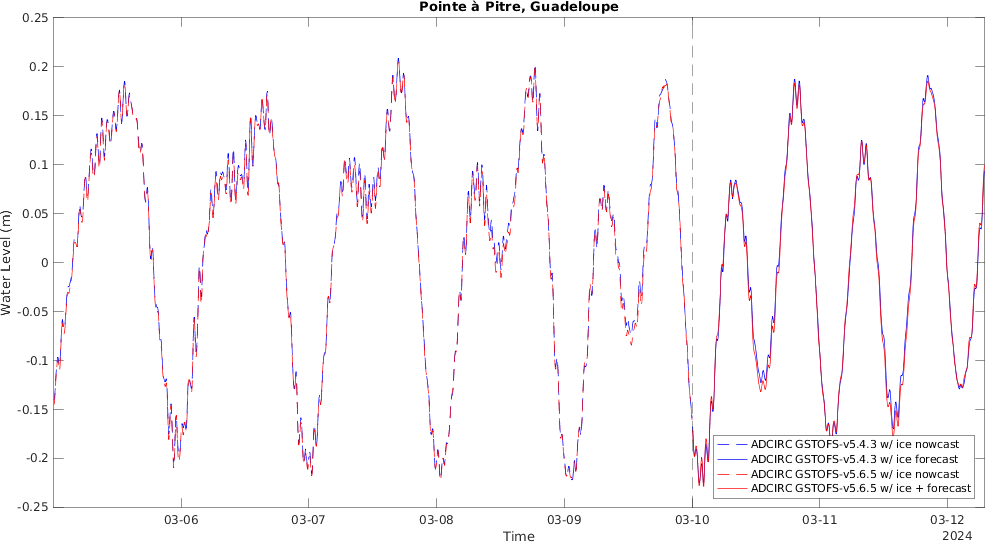 Pointe à Pitre, Guadeloupe
0.25
0.2
0.15
0.1
0.05
0
-0.05
-0.1
-0.15
-0.2
-0.25
Water Level (m)
ADCIRC GSTOFS-v5.4.3 w/ ice nowcast
ADCIRC GSTOFS-v5.4.3 w/ ice forecast
ADCIRC GSTOFS-v5.6.5 w/ ice nowcast
ADCIRC GSTOFS-v5.6.5 w/ ice + forecast
03-06 03-07 03-08 03-09 03-10 03-11 03-12
Time
2024